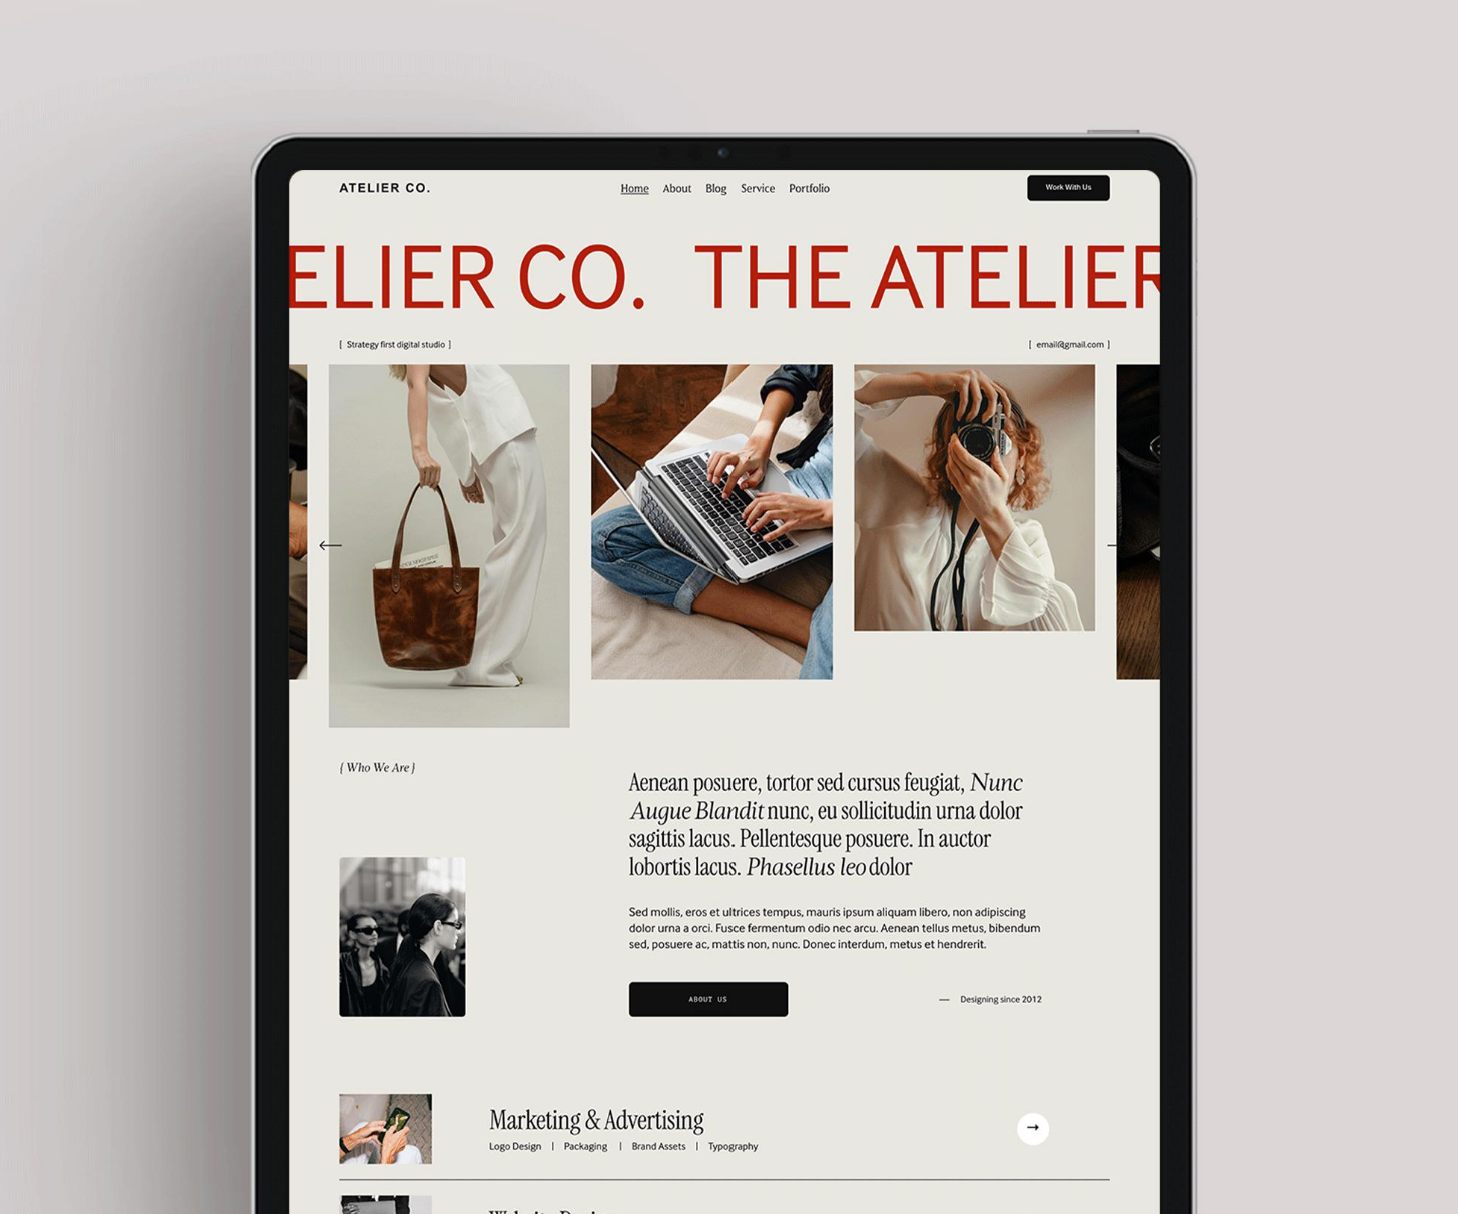 ATELIER CO.
Home About Blog Service Portfolio
Work With Us
ELIER CO. THE ATELIER
[ Strategy first digital studio ]
[ email@gmail.com ]
{ Who We Are }
Aenean posuere, tortor sed cursus feugiat, Nunc
Augue Blandit nunc, eu sollicitudin urna dolor
sagittis lacus. Pellentesque posuere. In auctor
lobortis lacus. Phasellus leo dolor
Sed mollis, eros et ultrices tempus, mauris ipsum aliquam libero, non adipiscing
dolor urna a orci. Fusce fermentum odio nec arcu. Aenean tellus metus, bibendum
sed, posuere ac, mattis non, nunc. Donec interdum, metus et hendrerit.
ABOUT US
— Designing since 2012
Marketing & Advertising
Logo Design | Packaging | Brand Assets | Typography